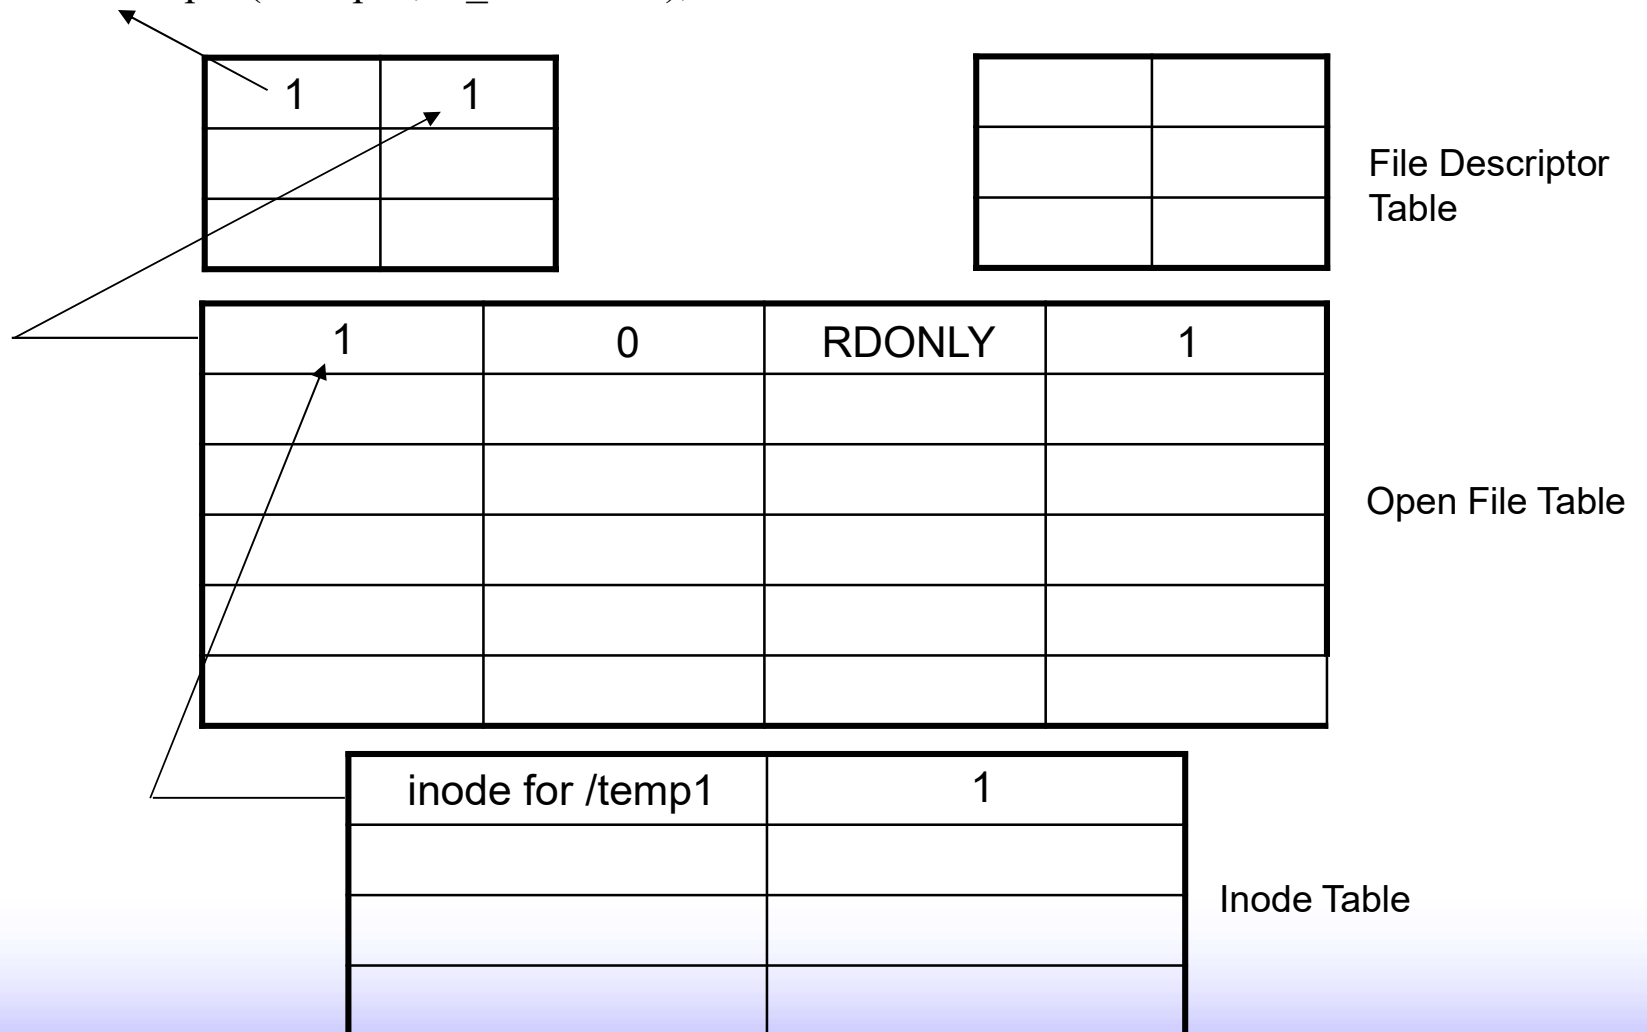 1 1
File Descriptor
Table
1 0 RDONLY 1
Open File Table
inode for /temp1 1
Inode Table